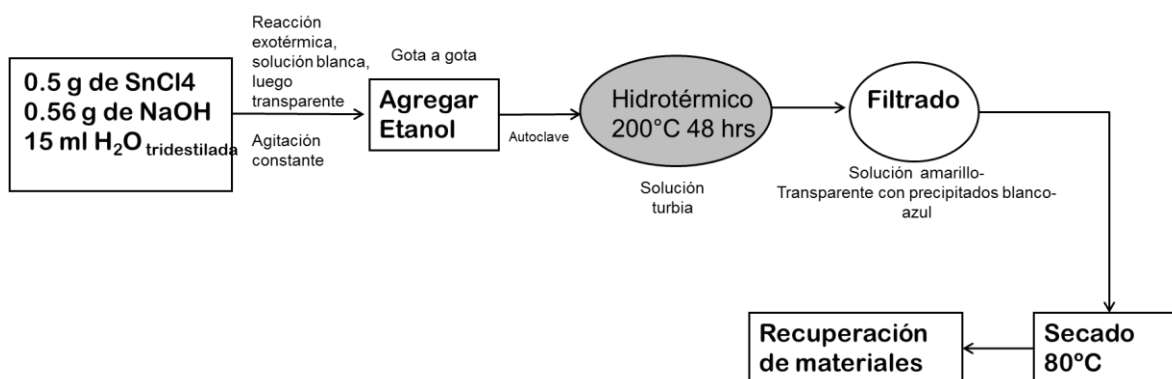 0.5 g de SnCl4
0.56 g de NaOH
15 ml H₂O tridestilada
Reacción
exotérmica,
solución blanca,
luego
transparente
Agitación
constante
Gota a gota
Agregar
Etanol
Autoclave
Hidrotérmico
200°C 48 hrs
Solución
turbia
Filtrado
Solución amarillo-
Transparente con precipitados blanco-
azul
Secado
80°C
Recuperación
de materiales